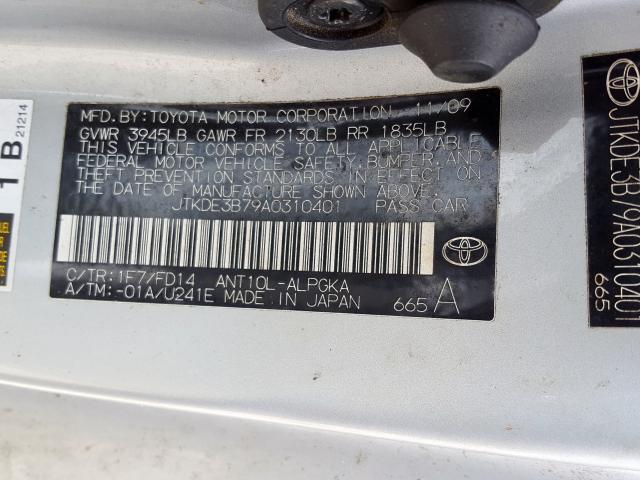 MFD. BY: TOYOTA MOTOR CORPORATION 11/09
GVWR 3945LB GAWR FR 2130LB RR 1835LB
THIS VEHICLE CONFORMS TO ALL APPLICABLE
FEDERAL MOTOR VEHICLE SAFETY, BUMPER, AND
THEFT PREVENTION STANDARDS IN EFFECT ON
THE DATE OF MANUFACTURE SHOWN ABOVE.
JTKDE3B79A0310401 PASS CAR
C/TR: 1F7/FD14 ANT10L-ALPGKA
A/TM: -01A/U241E MADE IN JAPAN 665 A
1 B
21214
JTKDE3B79A0310401
665